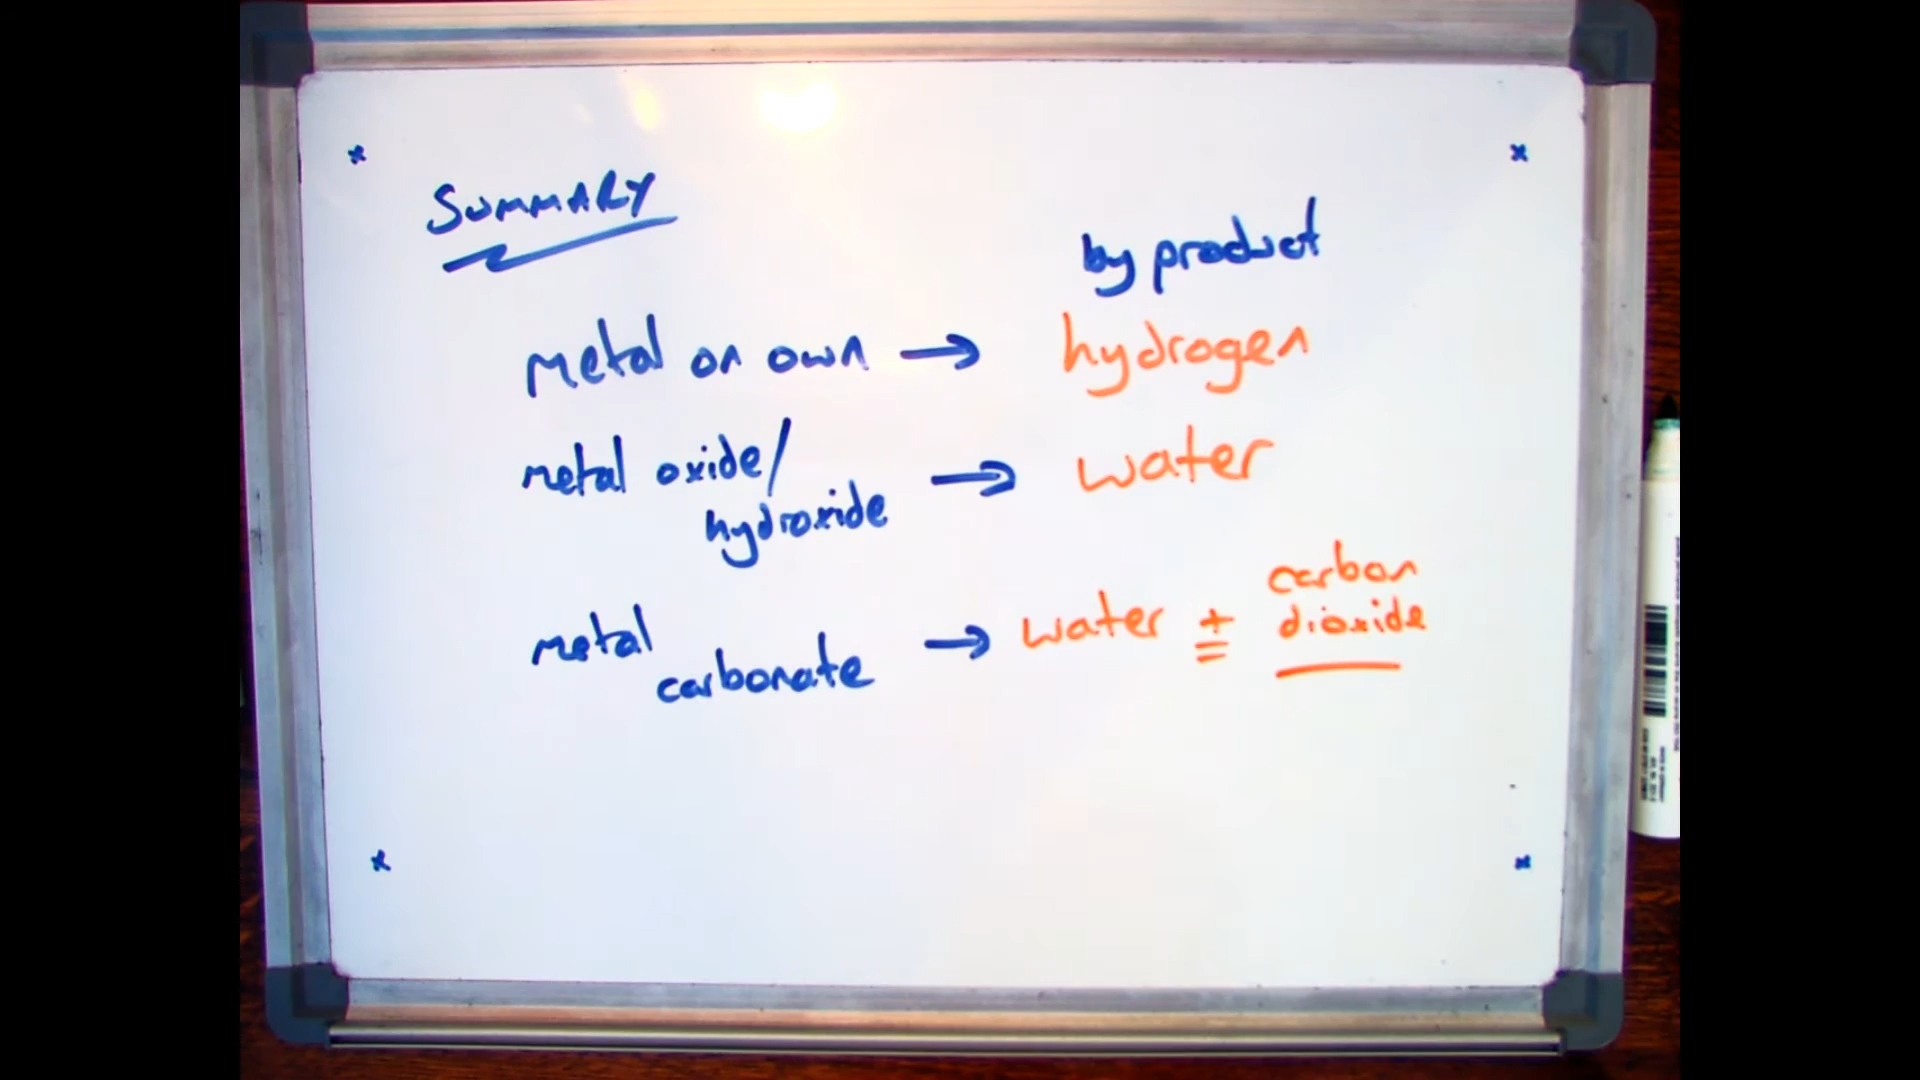 SUMMARY
by product
metal on own → hydrogen
metal oxide/
hydroxide → water
metal
carbonate → water + carbon
dioxide